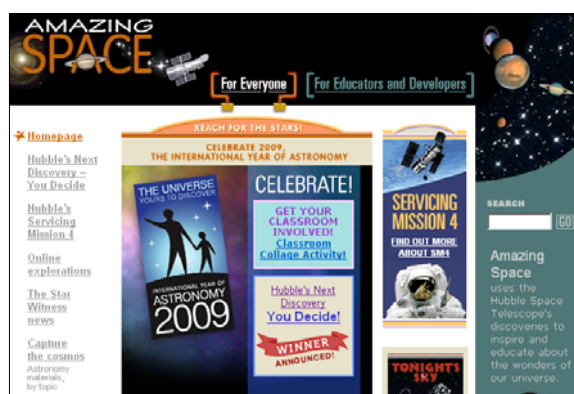 AMAZING
SPACE
For Everyone
For Educators and Developers
Homepage
Hubble's Next
Discovery –
You Decide
Hubble's
Servicing
Mission 4
Online
explorations
The Star
Witness
news
Capture
the cosmos
Astronomy
materials,
by topic
REACH FOR THE STARS!
CELEBRATE 2009,
THE INTERNATIONAL YEAR OF ASTRONOMY
THE UNIVERSE
YOURS TO DISCOVER
INTERNATIONAL YEAR OF
ASTRONOMY
2009
CELEBRATE!
GET YOUR
CLASSROOM
INVOLVED!
Classroom
Collage Activity!
Hubble's Next
Discovery
You Decide!
WINNER
ANNOUNCED!
SERVICING
MISSION 4
FIND OUT MORE
ABOUT SM4
TONIGHT'S
SKY
SEARCH
GO
Amazing
Space
uses the
Hubble Space
Telescope's
discoveries to
inspire and
educate about
the wonders of
our universe.